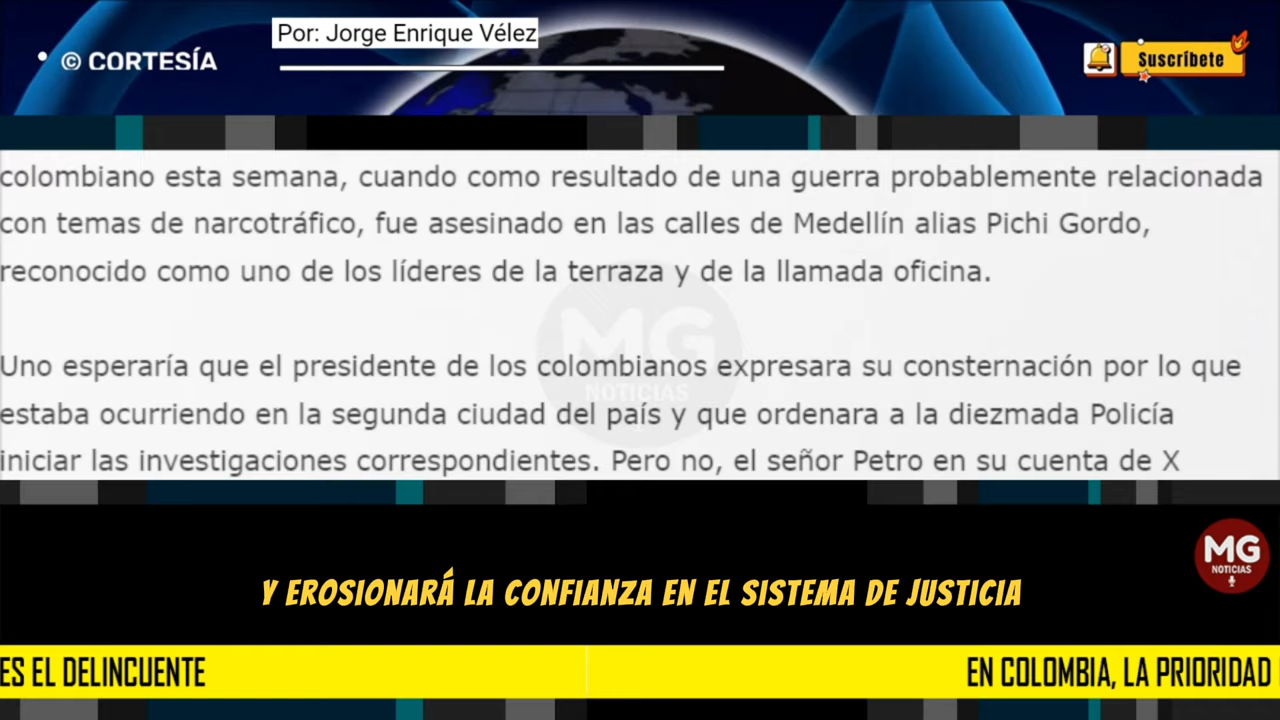 Por: Jorge Enrique Vélez
© CORTESÍA
Suscríbete
colombiano esta semana, cuando como resultado de una guerra probablemente relacionada
con temas de narcotráfico, fue asesinado en las calles de Medellín alias Pichi Gordo,
reconocido como uno de los líderes de la terraza y de la llamada oficina.
Uno esperaría que el presidente de los colombianos expresara su consternación por lo que
estaba ocurriendo en la segunda ciudad del país y que ordenara a la diezmada Policía
iniciar las investigaciones correspondientes. Pero no, el señor Petro en su cuenta de X
MG
NOTICIAS
MG
NOTICIAS
Y EROSIONARÁ LA CONFIANZA EN EL SISTEMA DE JUSTICIA
ES EL DELINCUENTE
EN COLOMBIA, LA PRIORIDAD